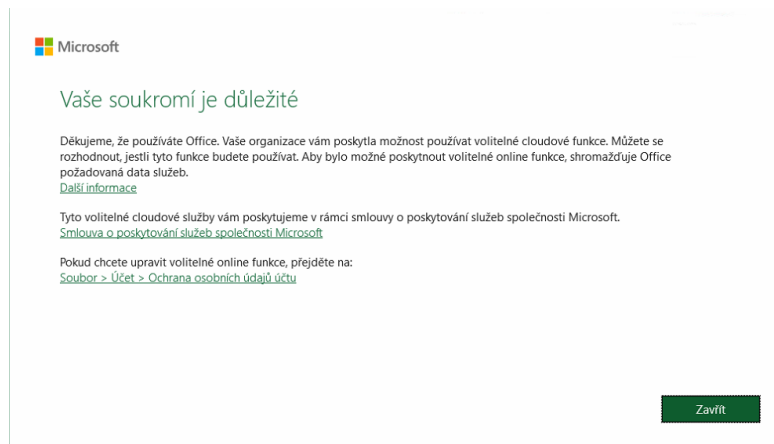 Microsoft
Vaše soukromí je důležité
Děkujeme, že používáte Office. Vaše organizace vám poskytla možnost používat volitelné cloudové funkce. Můžete se
rozhodnout, jestli tyto funkce budete používat. Aby bylo možné poskytnout volitelné online funkce, shromažďuje Office
požadovaná data služeb.
Další informace
Tyto volitelné cloudové služby vám poskytujeme v rámci smlouvy o poskytování služeb společnosti Microsoft.
Smlouva o poskytování služeb společnosti Microsoft
Pokud chcete upravit volitelné online funkce, přejděte na:
Soubor > Účet > Ochrana osobních údajů účtu
Zavřít